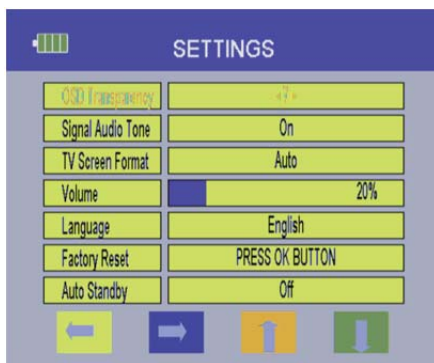 SETTINGS
OSD Transparency
Signal Audio Tone On
TV Screen Format Auto
Volume 20%
Language English
Factory Reset PRESS OK BUTTON
Auto Standby Off